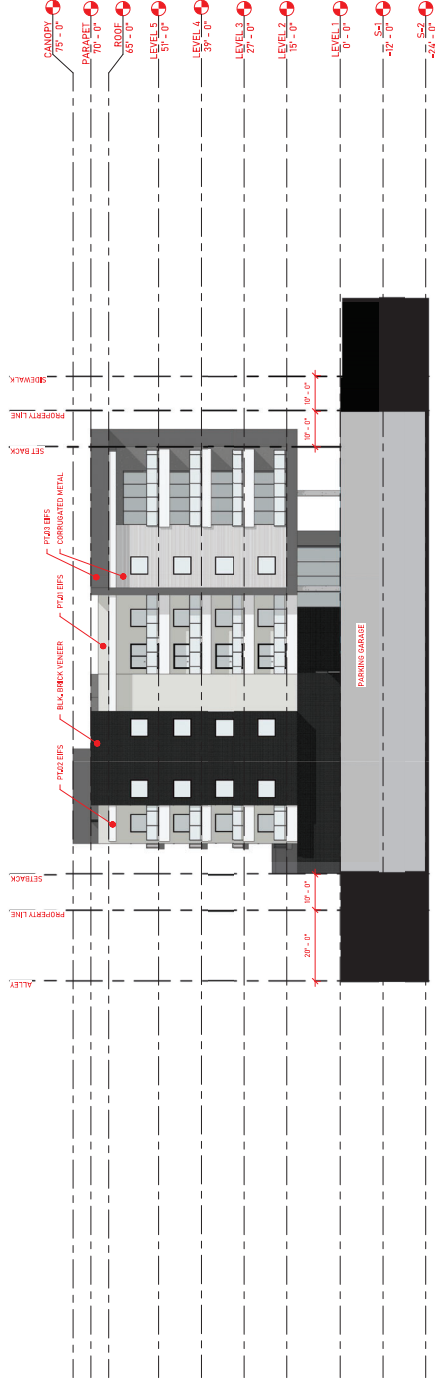 CANOPY
75' - 0"
PARAPET
70' - 0"
ROOF
65' - 0"
LEVEL 5
51' - 0"
LEVEL 4
39' - 0"
LEVEL 3
27' - 0"
LEVEL 2
15' - 0"
LEVEL 1
0' - 0"
S-1
-12' - 0"
S-2
-24' - 0"
SIDEWALK
PROPERTY LINE
SET BACK
10' - 0"
10' - 0"
PT.03 EIFS
CORRUGATED METAL
PT.01 EIFS
BLK. BRICK VENEER
PT.02 EIFS
PARKING GARAGE
SETBACK
PROPERTY LINE
ALLEY
10' - 0"
20' - 0"